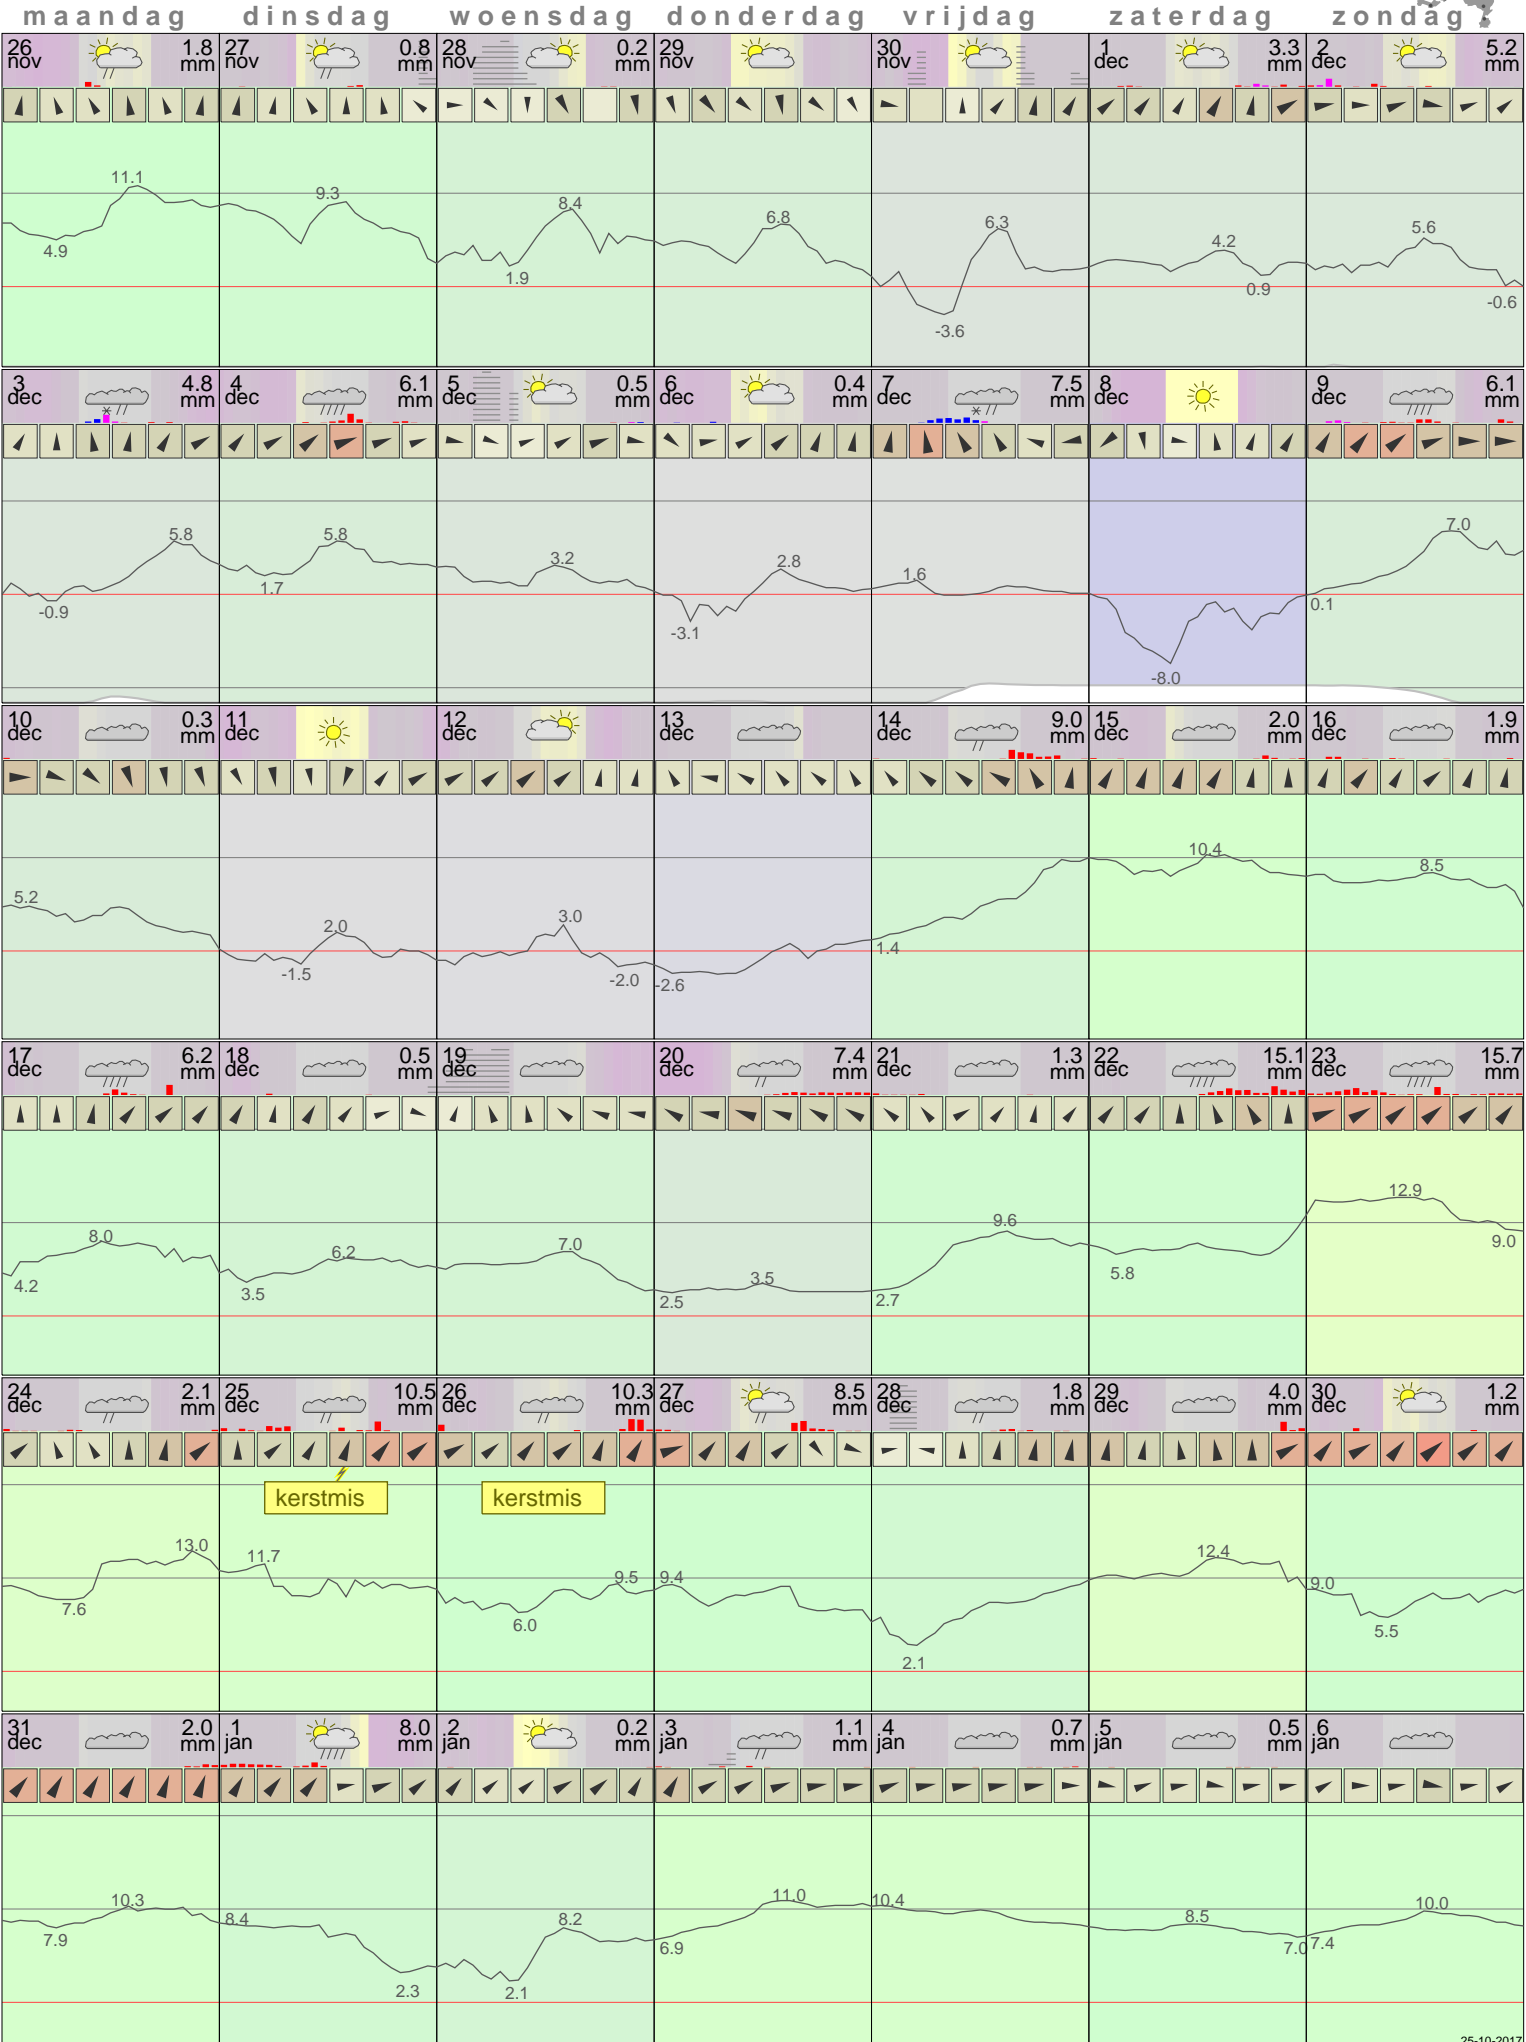 maandag dinsdag woensdag donderdag vrijdag zaterdag zondag
26 nov 1.8 mm 27 nov 0.8 mm 28 nov 0.2 mm 29 nov 30 nov 1 dec 3.3 mm 2 dec 5.2 mm
11.1 4.9 9.3 8.4 1.9 6.8 6.3 -3.6 4.2 0.9 5.6 -0.6
3 dec 4.8 mm 4 dec 6.1 mm 5 dec 0.5 mm 6 dec 0.4 mm 7 dec 7.5 mm 8 dec 9 dec 6.1 mm
-0.9 5.8 1.7 5.8 3.2 -3.1 2.8 1.6 -8.0 0.1 7.0
10 dec 0.3 mm 11 dec 12 dec 13 dec 14 dec 9.0 mm 15 dec 2.0 mm 16 dec 1.9 mm
5.2 -1.5 2.0 3.0 -2.0 -2.6 1.4 10.4 8.5
17 dec 6.2 mm 18 dec 0.5 mm 19 dec 20 dec 7.4 mm 21 dec 1.3 mm 22 dec 15.1 mm 23 dec 15.7 mm
4.2 8.0 3.5 6.2 7.0 2.5 3.5 2.7 9.6 5.8 12.9 9.0
24 dec 2.1 mm 25 dec 10.5 mm 26 dec 10.3 mm 27 dec 8.5 mm 28 dec 1.8 mm 29 dec 4.0 mm 30 dec 1.2 mm
kerstmis kerstmis
7.6 13.0 11.7 6.0 9.5 9.4 2.1 12.4 9.0 5.5
31 dec 2.0 mm 1 jan 8.0 mm 2 jan 0.2 mm 3 jan 1.1 mm 4 jan 0.7 mm 5 jan 0.5 mm 6 jan
7.9 10.3 8.4 2.3 2.1 8.2 6.9 11.0 10.4 8.5 7.0 7.4 10.0
25-10-2017